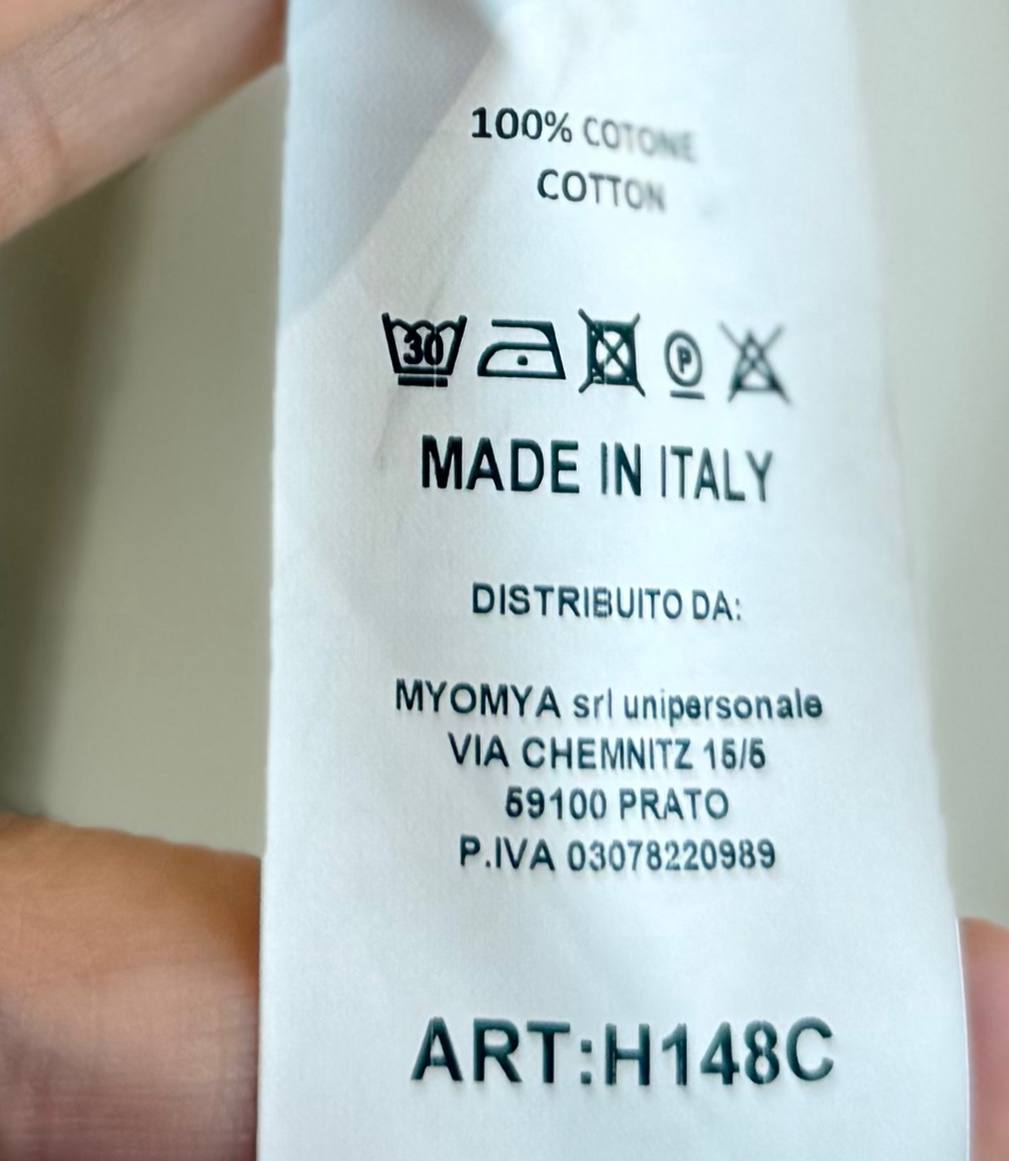 100% COTONE
COTTON
30
P
MADE IN ITALY
DISTRIBUITO DA:
MYOMYA srl unipersonale
VIA CHEMNITZ 15/5
59100 PRATO
P.IVA 03078220989
ART:H148C